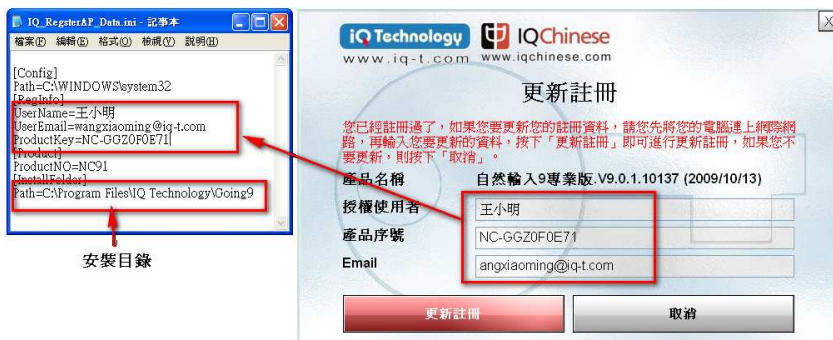 IQ_RegsterAP_Data.ini - 記事本
檔案(F) 編輯(E) 格式(O) 檢視(V) 說明(H)
[Config]
Path=C:\WINDOWS\system32
[RegInfo]
UserName=王小明
UserEmail=wangxiaoming@iq-t.com
ProductKey=NC-GGZ0F0E71
[Product]
ProductNO=NC91
[InstallFolder]
Path=C:\Program Files\IQ Technology\Going9
安裝目錄
iQ Technology IQChinese
www.iq-t.com www.iqchinese.com
更新註冊
您已經註冊過了，如果您要更新您的註冊資料，請您先將您的電腦連上網際網
路，再輸入您要更新的資料，按下「更新註冊」即可進行更新註冊，如果您不
要更新，則按下「取消」。
產品名稱 自然輸入9專業版.V9.0.1.10137 (2009/10/13)
授權使用者 王小明
產品序號 NC-GGZ0F0E71
Email angxiaoming@iq-t.com
更新註冊 取消